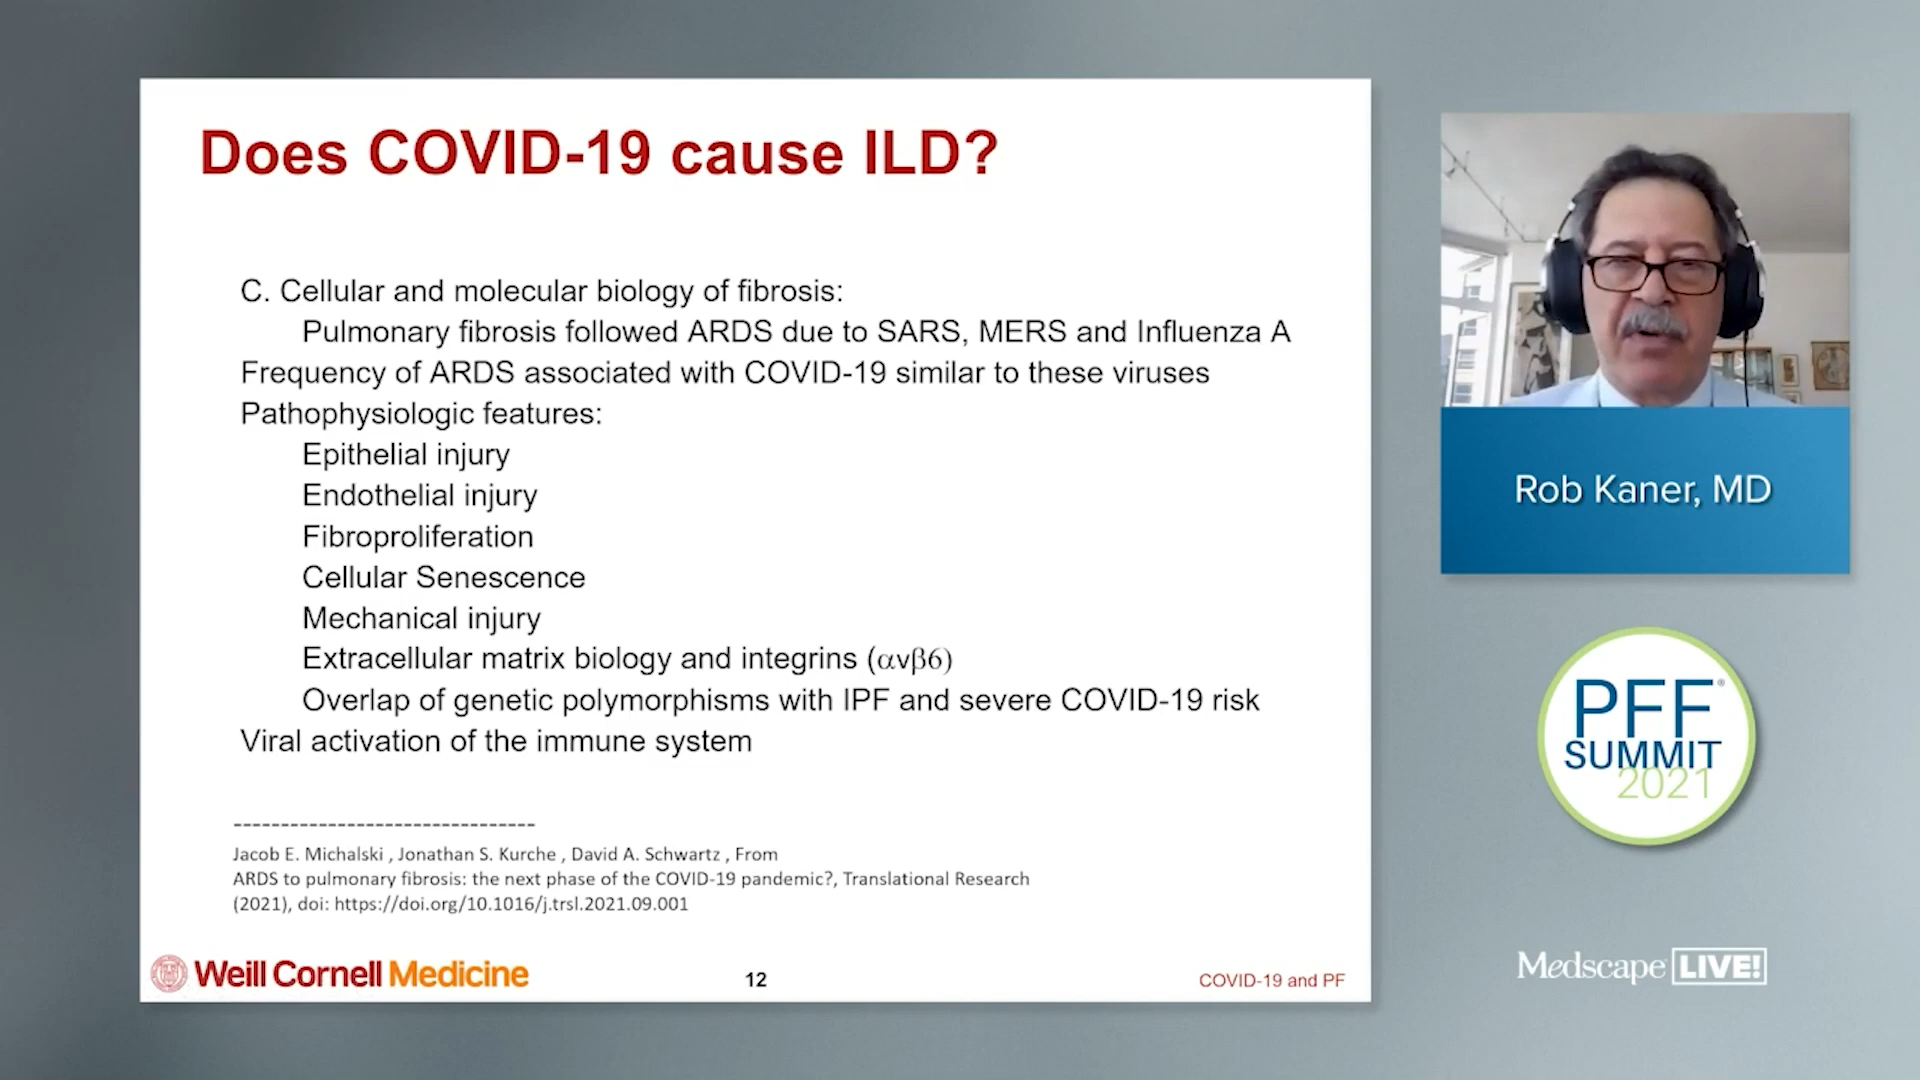 Does COVID-19 cause ILD?
C. Cellular and molecular biology of fibrosis:
Pulmonary fibrosis followed ARDS due to SARS, MERS and Influenza A
Frequency of ARDS associated with COVID-19 similar to these viruses
Pathophysiologic features:
Epithelial injury
Endothelial injury
Fibroproliferation
Cellular Senescence
Mechanical injury
Extracellular matrix biology and integrins (αvβ6)
Overlap of genetic polymorphisms with IPF and severe COVID-19 risk
Viral activation of the immune system
--------------------------------
Jacob E. Michalski , Jonathan S. Kurche , David A. Schwartz , From
ARDS to pulmonary fibrosis: the next phase of the COVID-19 pandemic?, Translational Research
(2021), doi: https://doi.org/10.1016/j.trsl.2021.09.001
Weill Cornell Medicine
12
COVID-19 and PF
Rob Kaner, MD
PFF®
SUMMIT
2021
Medscape LIVE!